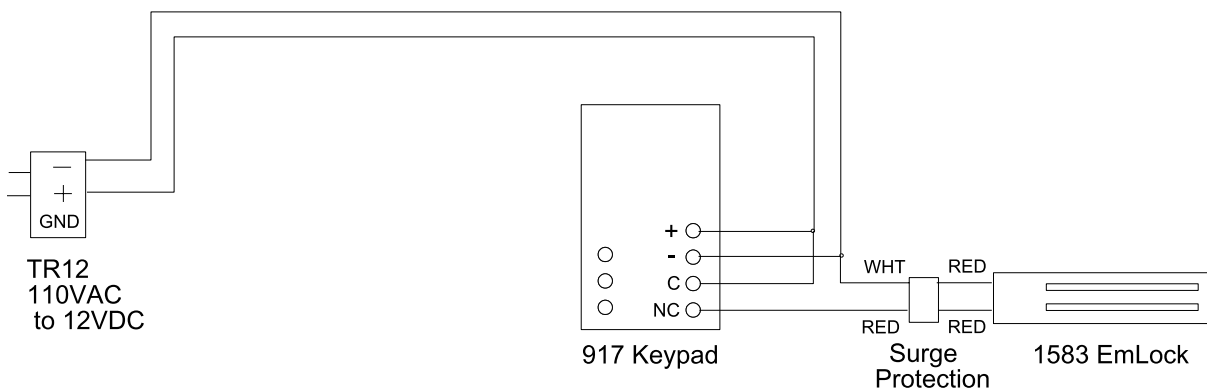 —
+
GND
TR12
110VAC
to 12VDC
+
-
C
NC
917 Keypad
WHT
RED
RED
RED
Surge
Protection
1583 EmLock